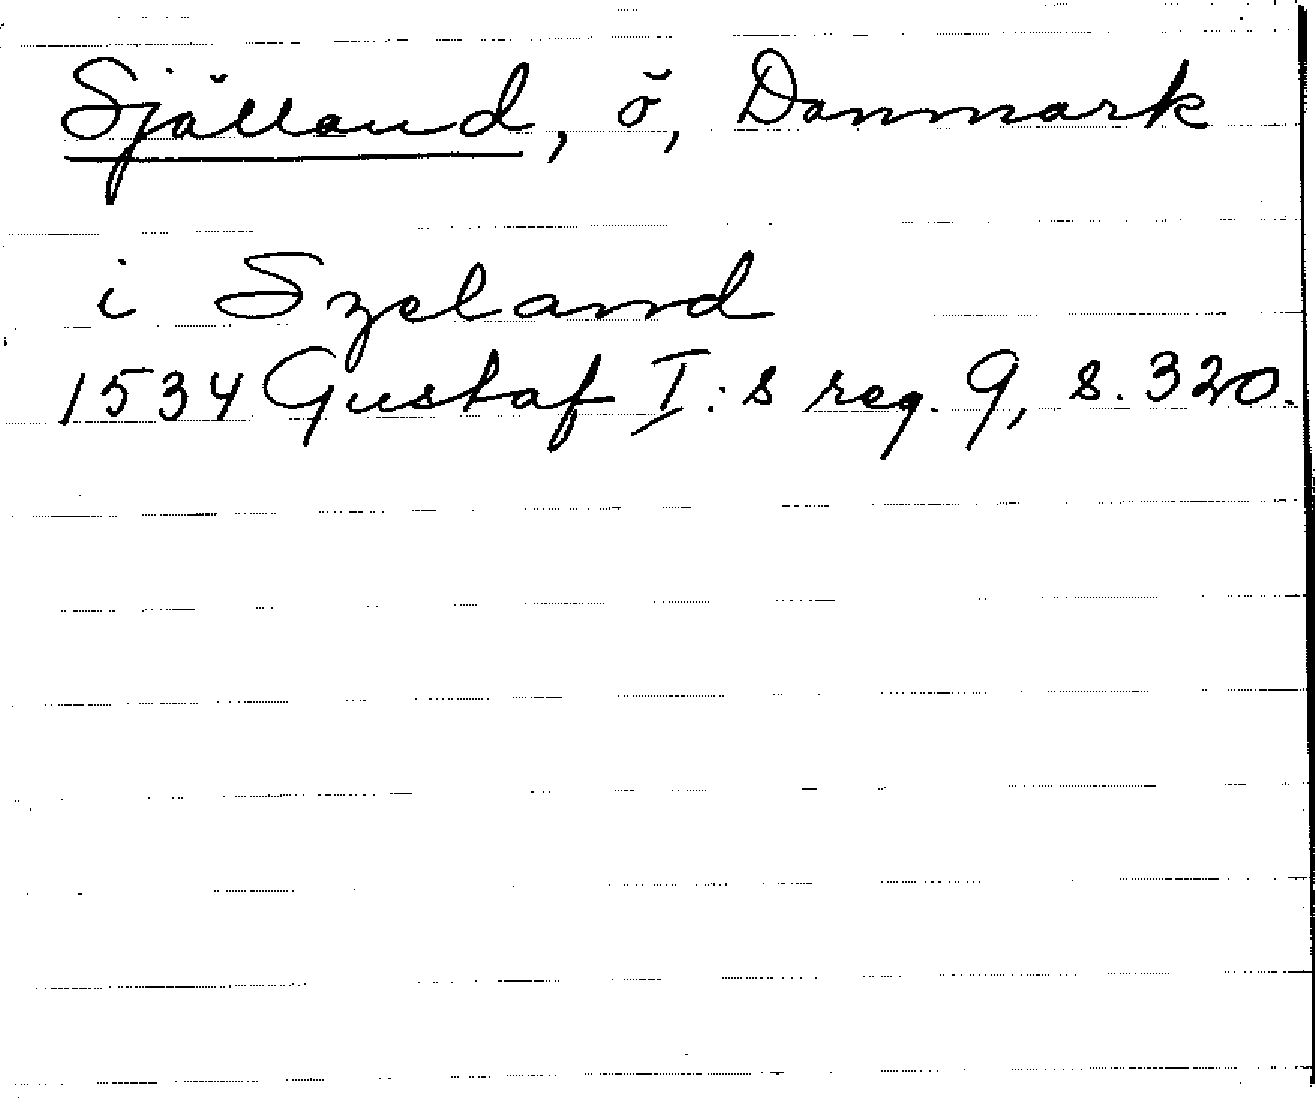 Själland, ö, Danmark
i Szeland
1534 Gustaf I:s reg. 9, s. 320.